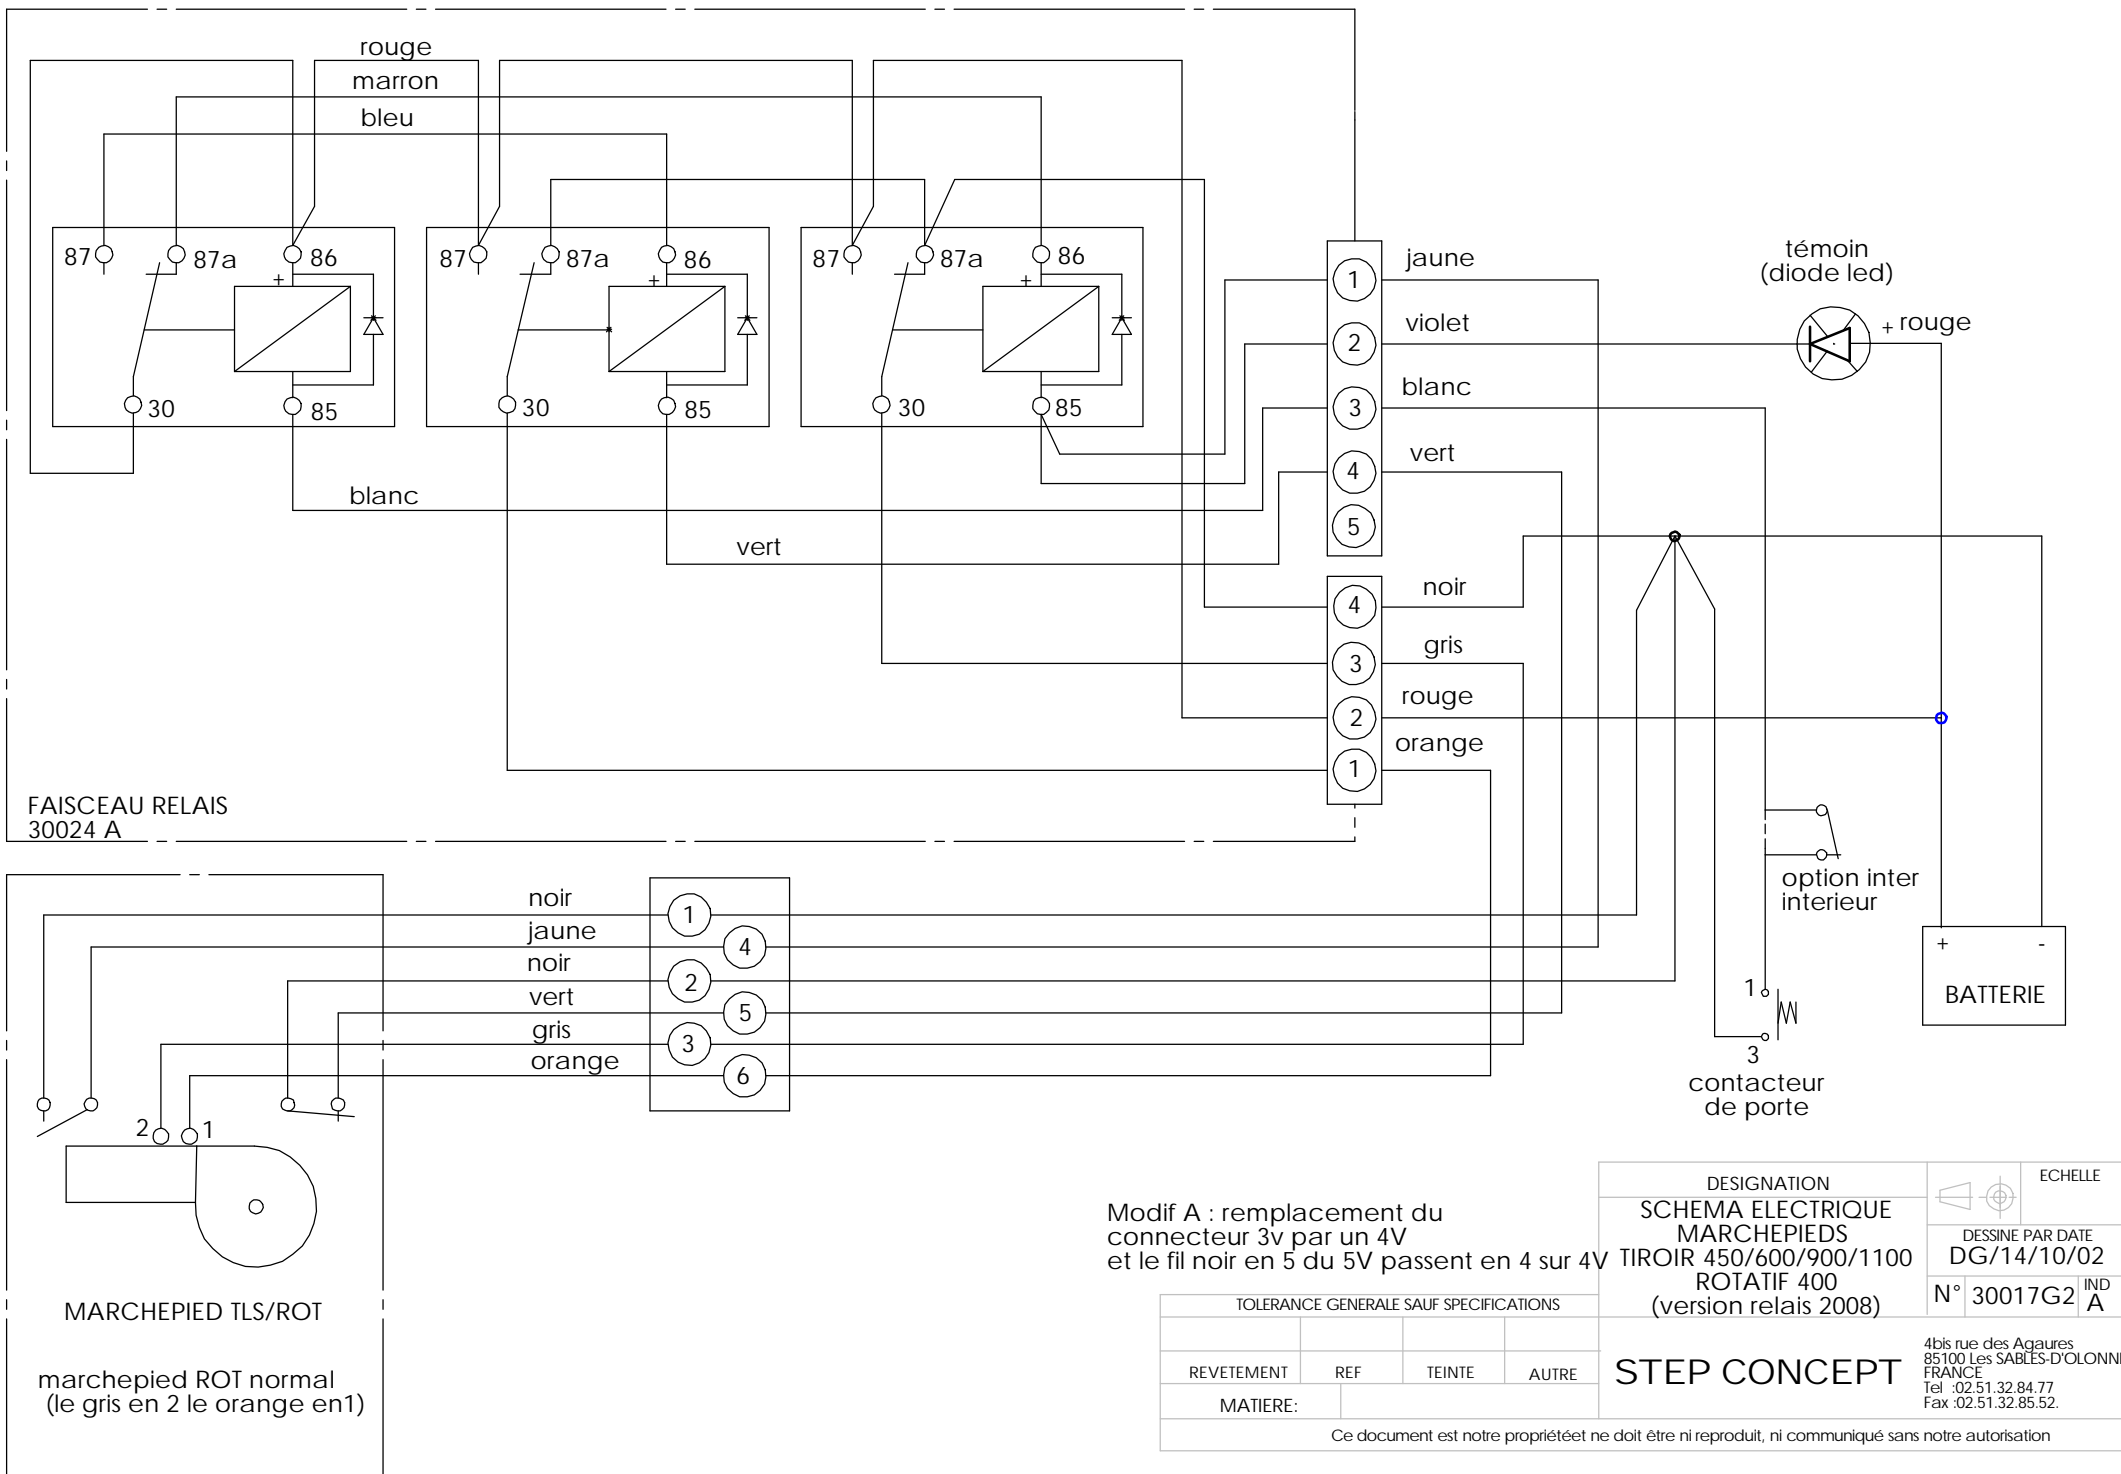 rouge
marron
bleu
87
87a
86
+
30
85
87
87a
86
+
30
85
87
87a
86
+
30
85
blanc
vert
1
2
3
4
5
4
3
2
1
jaune
violet
blanc
vert
noir
gris
rouge
orange
témoin
(diode led)
+ rouge
FAISCEAU RELAIS
30024 A
option inter
interieur
+ -
BATTERIE
1
3
contacteur
de porte
noir
jaune
noir
vert
gris
orange
1
4
2
5
3
6
2
1
MARCHEPIED TLS/ROT
marchepied ROT normal
(le gris en 2 le orange en1)
Modif A : remplacement du
connecteur 3v par un 4V
et le fil noir en 5 du 5V passent en 4 sur 4V
DESIGNATION
SCHEMA ELECTRIQUE
MARCHEPIEDS
TIROIR 450/600/900/1100
ROTATIF 400
(version relais 2008)
ECHELLE
DESSINE PAR DATE
DG/14/10/02
N° 30017G2 IND
A
TOLERANCE GENERALE SAUF SPECIFICATIONS
REVETEMENT REF TEINTE AUTRE
MATIERE:
STEP CONCEPT
4bis rue des Agaures
85100 Les SABLES-D'OLONNE
FRANCE
Tel :02.51.32.84.77
Fax :02.51.32.85.52.
Ce document est notre propriétéet ne doit être ni reproduit, ni communiqué sans notre autorisation